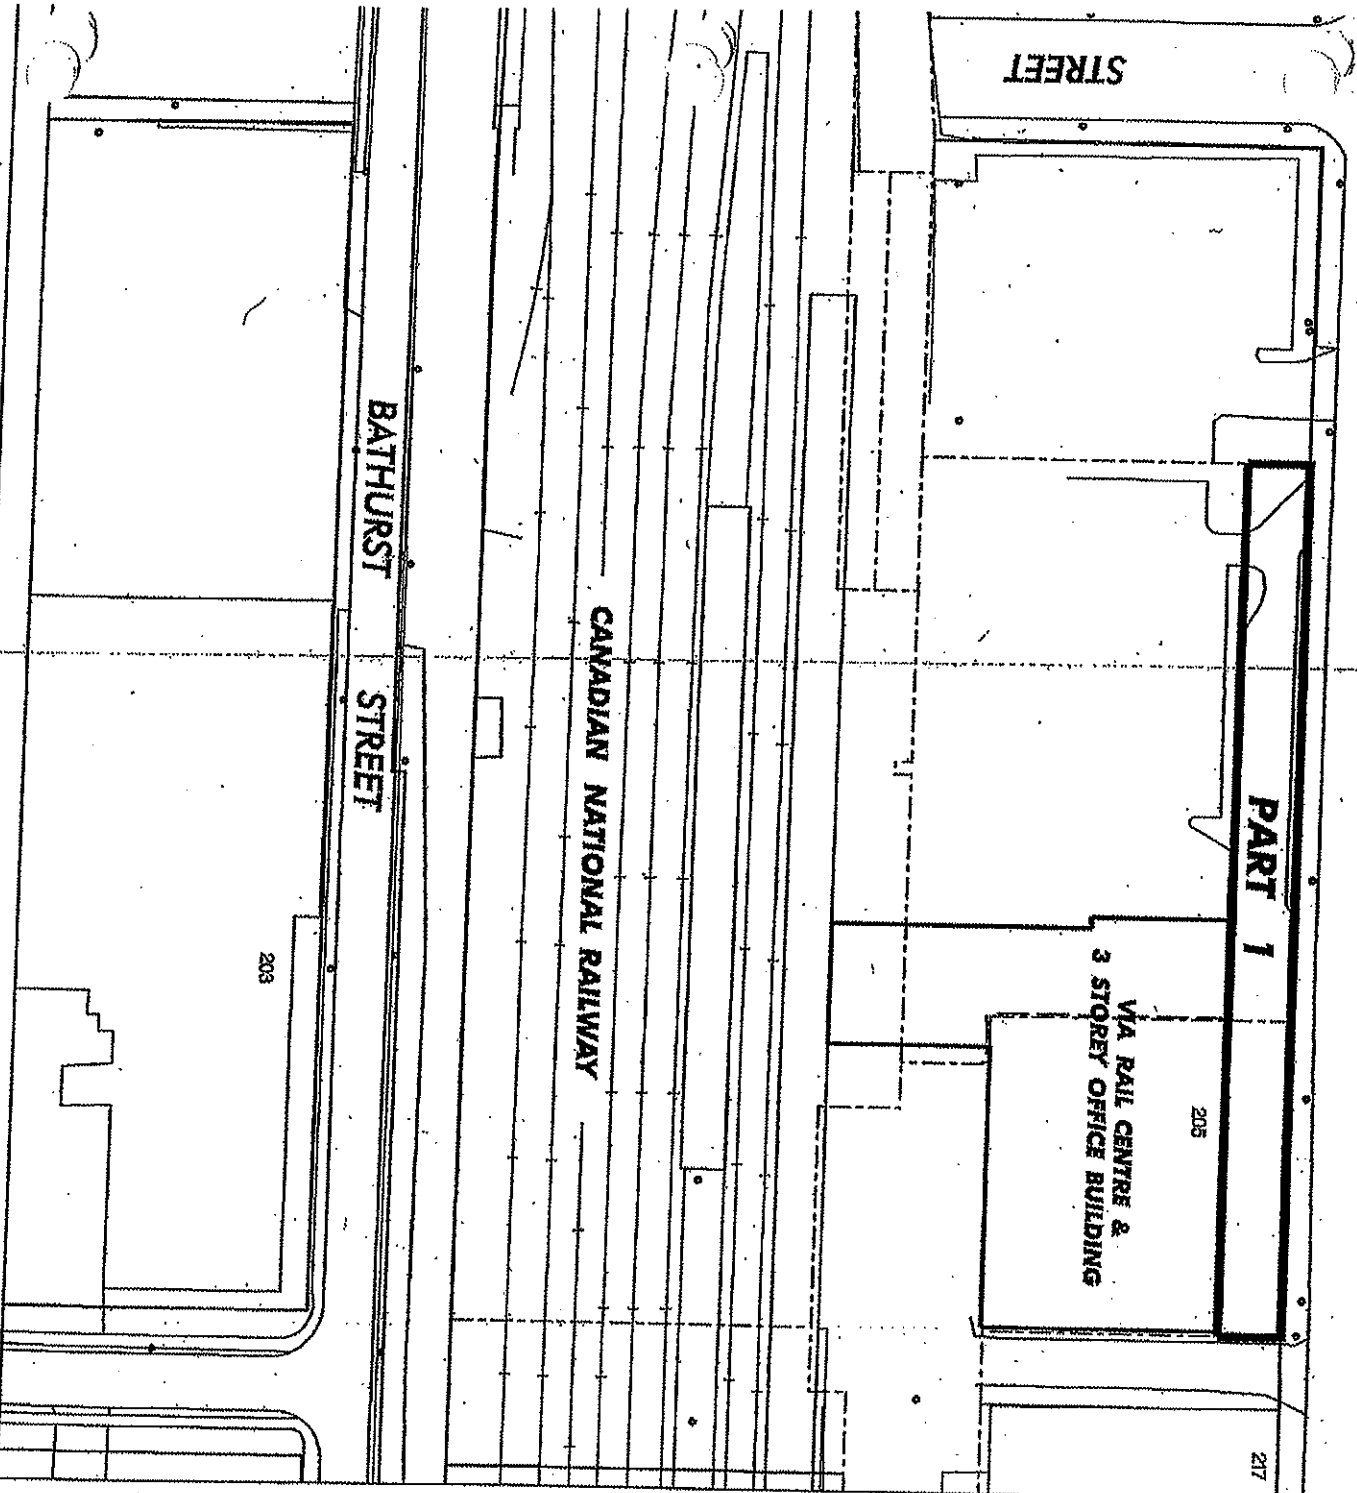 STREET
BATHURST STREET
CANADIAN NATIONAL RAILWAY
PART 1
VIA RAIL CENTRE &
3 STOREY OFFICE BUILDING
203
205
217